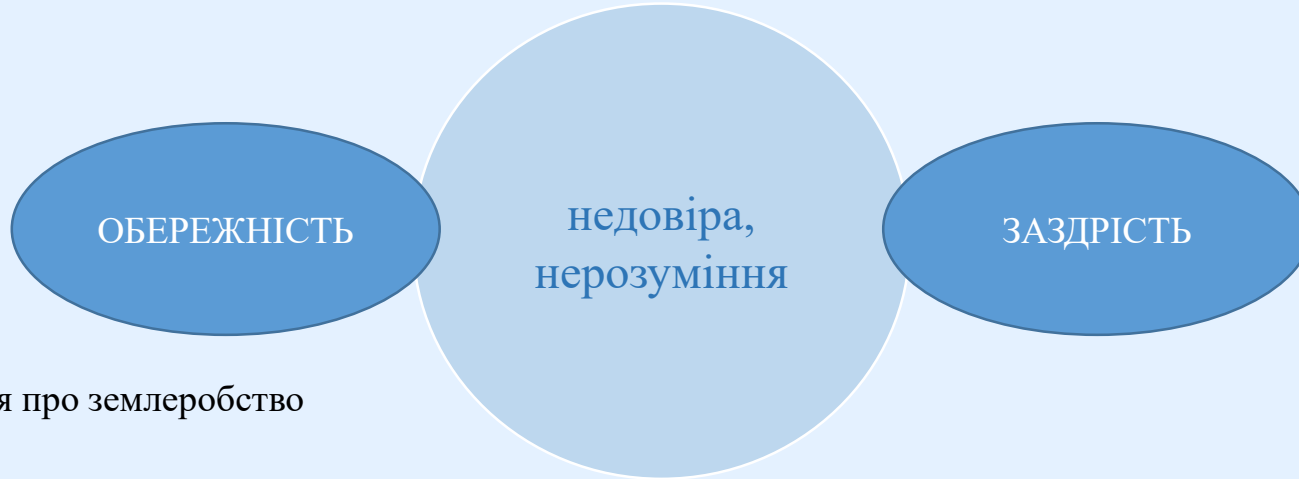 ОБЕРЕЖНІСТЬ
недовіра,
нерозуміння
ЗАЗДРІСТЬ
я про землеробство